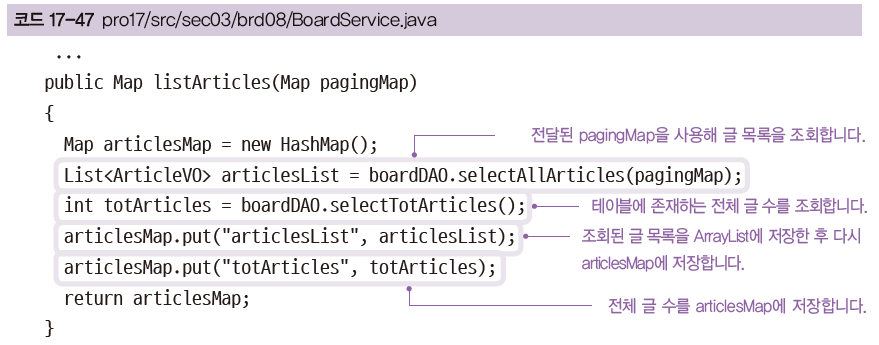 코드 17-47 pro17/src/sec03/brd08/BoardService.java
...
public Map listArticles(Map pagingMap)
{
Map articlesMap = new HashMap();
전달된 pagingMap을 사용해 글 목록을 조회합니다.
List<ArticleVO> articlesList = boardDAO.selectAllArticles(pagingMap);
int totArticles = boardDAO.selectTotArticles();
테이블에 존재하는 전체 글 수를 조회합니다.
articlesMap.put("articlesList", articlesList);
조회된 글 목록을 ArrayList에 저장한 후 다시
articlesMap에 저장합니다.
articlesMap.put("totArticles", totArticles);
return articlesMap;
전체 글 수를 articlesMap에 저장합니다.
}